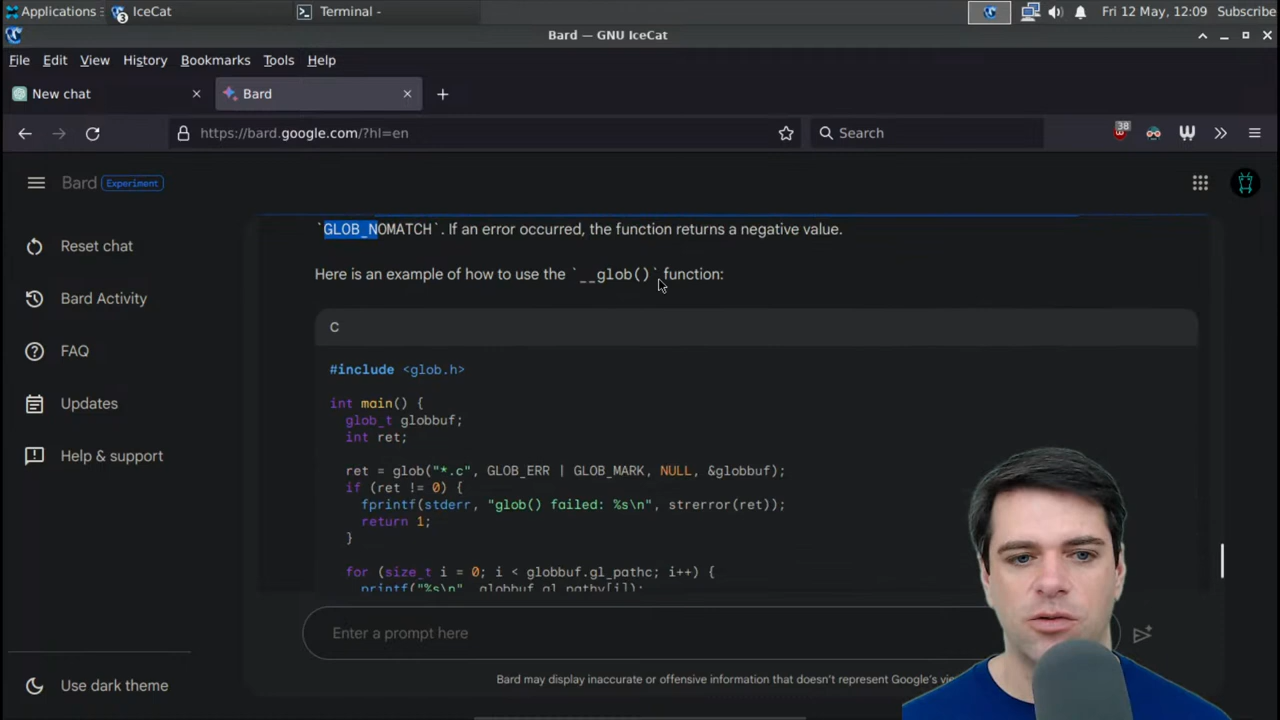 Applications
3
IceCat
Terminal -
Fri 12 May, 12:09
Subscribe
Bard — GNU IceCat
File Edit View History Bookmarks Tools Help
New chat
Bard
https://bard.google.com/?hl=en
Search
38
Bard
Experiment
Reset chat
Bard Activity
FAQ
Updates
Help & support
Use dark theme
`GLOB_NOMATCH`. If an error occurred, the function returns a negative value.
Here is an example of how to use the `__glob()` function:
C
#include <glob.h>
int main() {
glob_t globbuf;
int ret;
ret = glob("*.c", GLOB_ERR | GLOB_MARK, NULL, &globbuf);
if (ret != 0) {
fprintf(stderr, "glob() failed: %s\n", strerror(ret));
return 1;
}
for (size_t i = 0; i < globbuf.gl_pathc; i++) {
printf("%s\n", globbuf.gl_pathv[i]);
Enter a prompt here
Bard may display inaccurate or offensive information that doesn't represent Google's